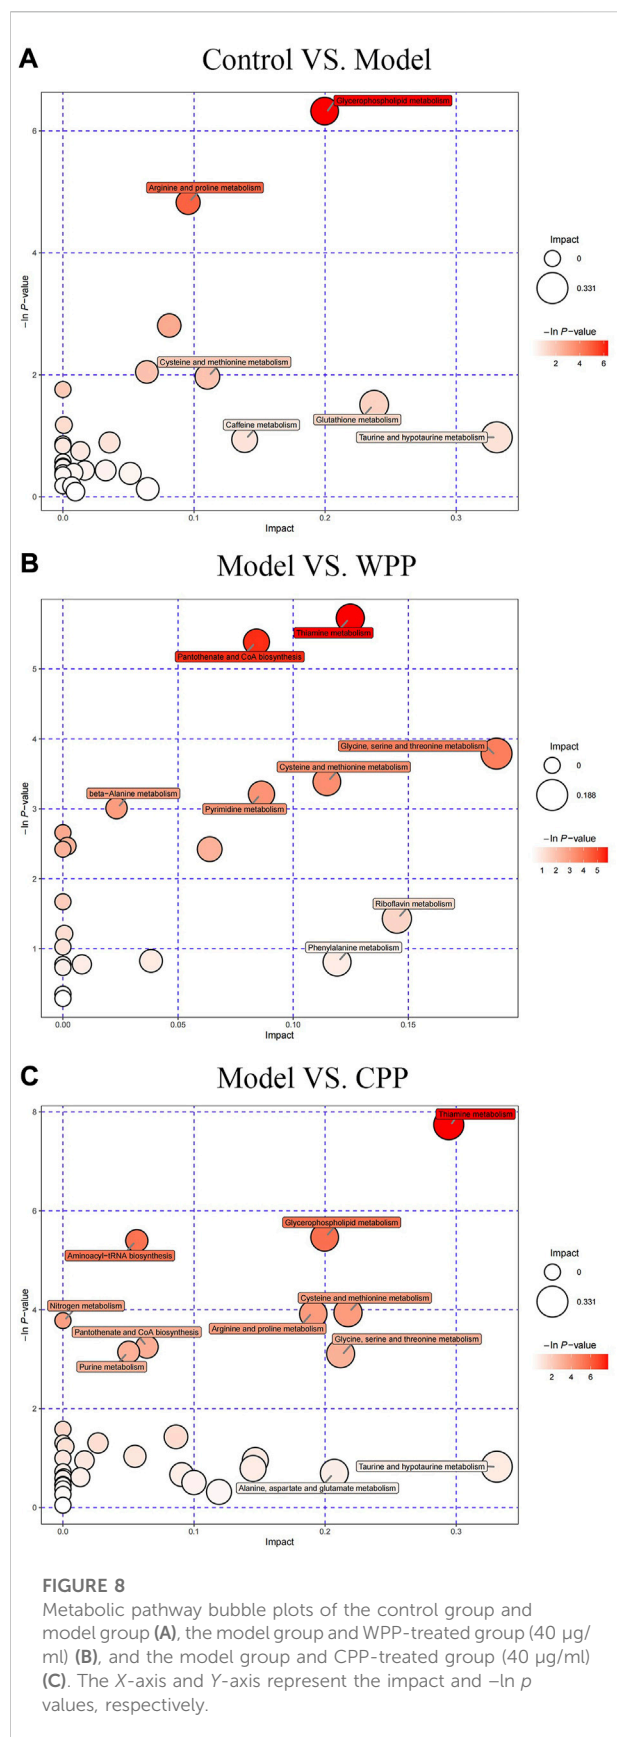 A
Control VS. Model
Glycerophospholipid metabolism
6
Arginine and proline metabolism
4
−ln P−value
Cysteine and methionine metabolism
2
Caffeine metabolism
Glutathione metabolism
Taurine and hypotaurine metabolism
0
0.0
0.1
0.2
0.3
Impact
Impact
0
0.331
−ln P−value
2 4 6
B
Model VS. WPP
Thiamine metabolism
Pantothenate and CoA biosynthesis
5
Glycine, serine and threonine metabolism
4
Cysteine and methionine metabolism
beta−Alanine metabolism
Pyrimidine metabolism
3
−ln P−value
2
Riboflavin metabolism
Phenylalanine metabolism
1
0.00
0.05
0.10
0.15
Impact
Impact
0
0.188
−ln P−value
1 2 3 4 5
C
Model VS. CPP
8
Thiamine metabolism
6
Glycerophospholipid metabolism
Aminoacyl−tRNA biosynthesis
Nitrogen metabolism
Cysteine and methionine metabolism
4
Pantothenate and CoA biosynthesis
Arginine and proline metabolism
Glycine, serine and threonine metabolism
Purine metabolism
−ln P−value
2
Taurine and hypotaurine metabolism
Alanine, aspartate and glutamate metabolism
0
0.0
0.1
0.2
0.3
Impact
Impact
0
0.331
−ln P−value
2 4 6
FIGURE 8
Metabolic pathway bubble plots of the control group and
model group (A), the model group and WPP-treated group (40 μg/
ml) (B), and the model group and CPP-treated group (40 μg/ml)
(C). The X-axis and Y-axis represent the impact and −ln p
values, respectively.